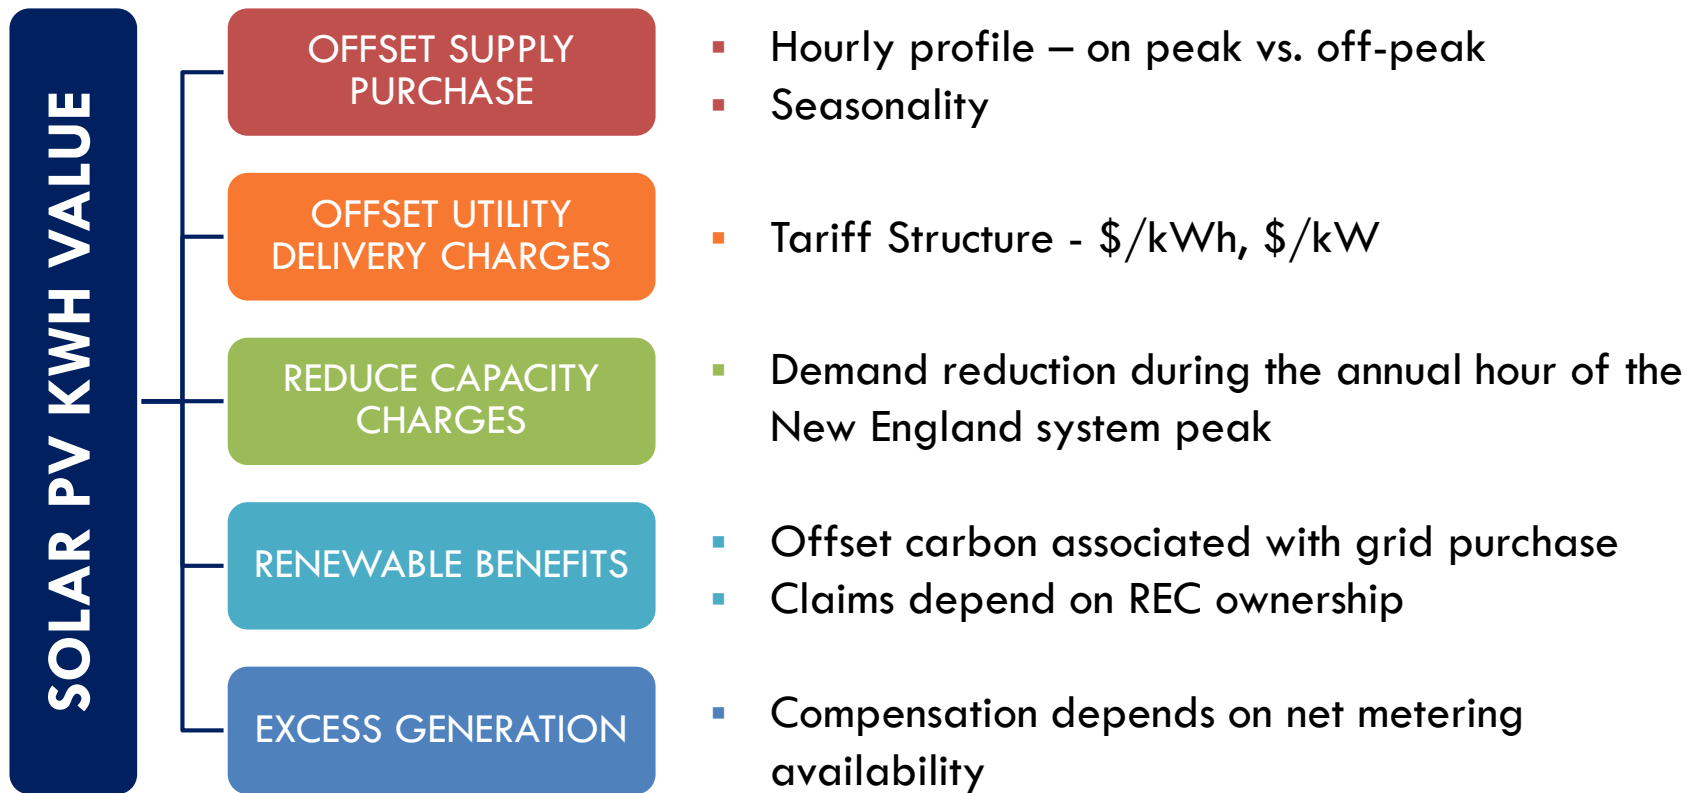 SOLAR PV KWH VALUE
OFFSET SUPPLY
PURCHASE
▪ Hourly profile – on peak vs. off-peak
▪ Seasonality
OFFSET UTILITY
DELIVERY CHARGES
▪ Tariff Structure - $/kWh, $/kW
REDUCE CAPACITY
CHARGES
▪ Demand reduction during the annual hour of the
New England system peak
RENEWABLE BENEFITS
▪ Offset carbon associated with grid purchase
▪ Claims depend on REC ownership
EXCESS GENERATION
▪ Compensation depends on net metering
availability